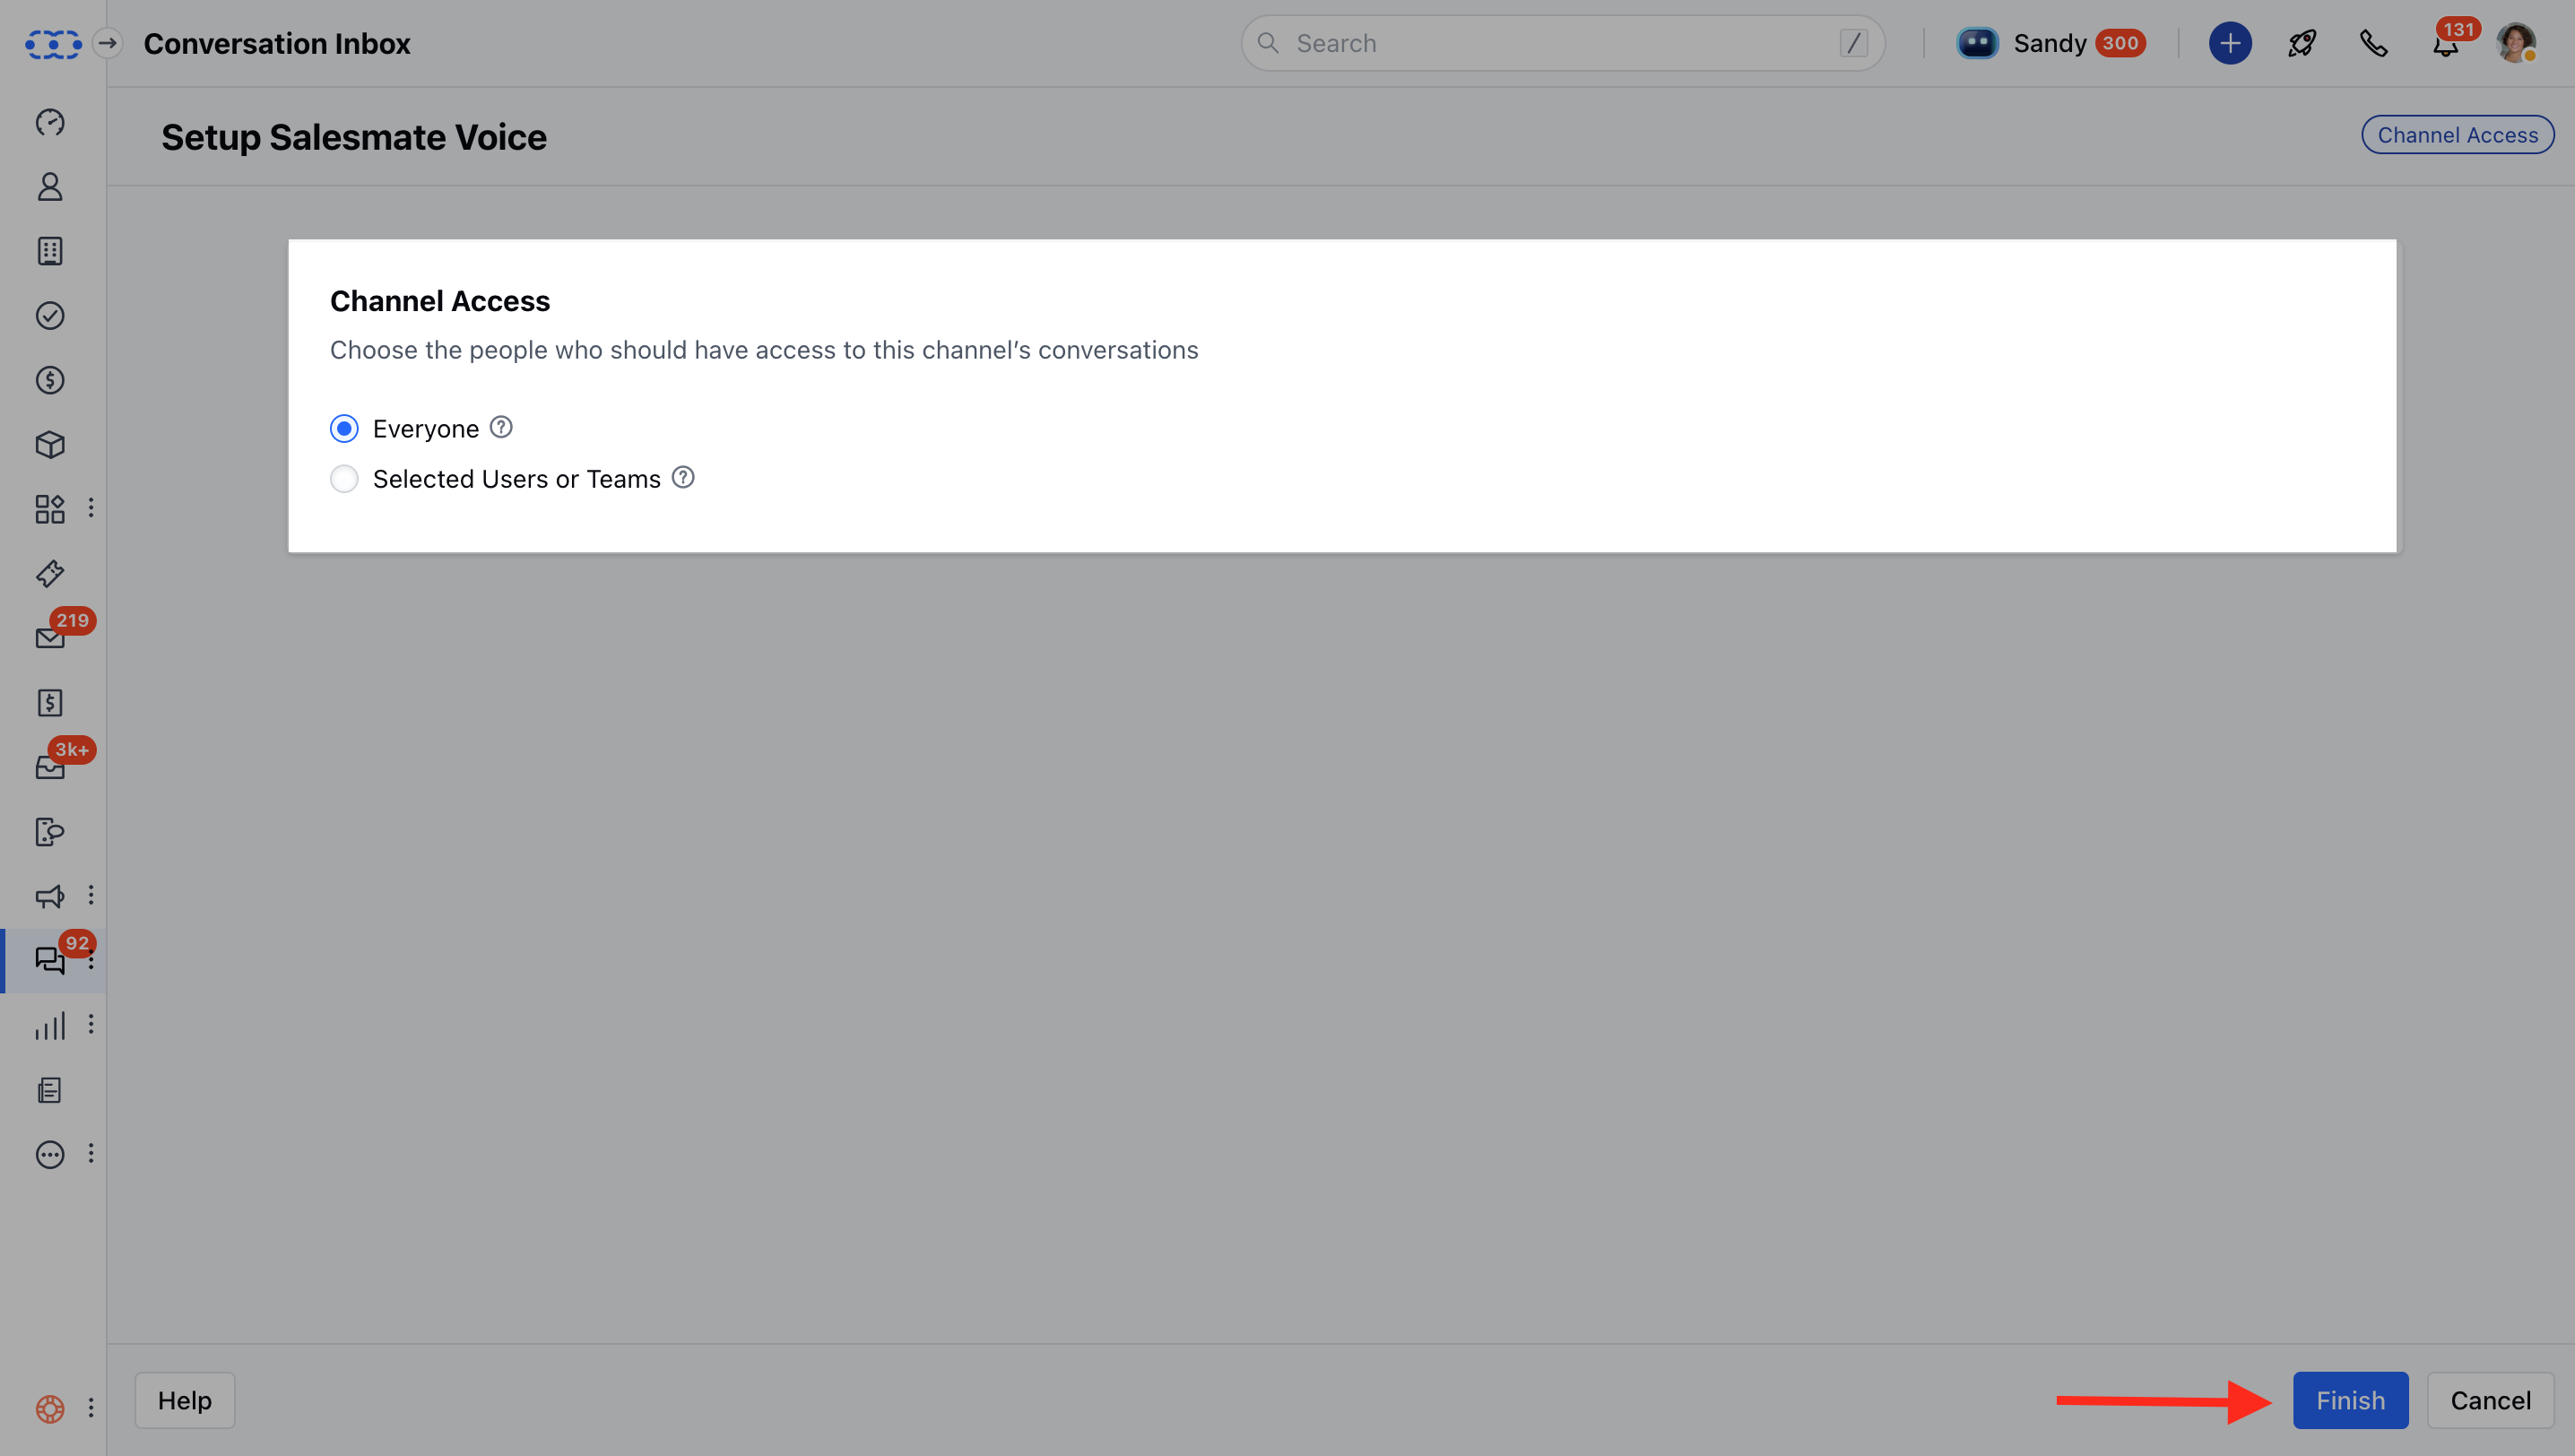 Conversation Inbox
Search /
Sandy 300
131
Setup Salesmate Voice
Channel Access
Channel Access
Choose the people who should have access to this channel’s conversations
Everyone ?
Selected Users or Teams ?
219
3k+
92
Help
Finish
Cancel